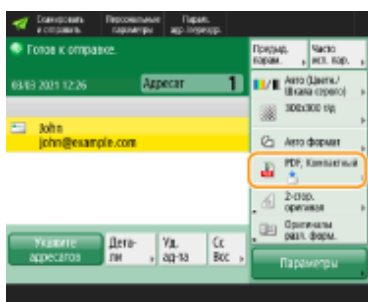 Сканировать и отправить
Персональные параметры
Парам. адр. переадр.
Готов к отправке.
03/03 2021 12:26
Адресат 1
John
john@example.com
Укажите адресатов
Дета-
ли
Уд.
ад-та
Cc
Bcc
Предыд. парам.
Часто исп. пар.
Авто (Цветн./
Шкала серого)
300x300 т/д
Авто формат
PDF, Компактный
2-стор.
оригинал
Оригиналы
разл. форм.
Параметры